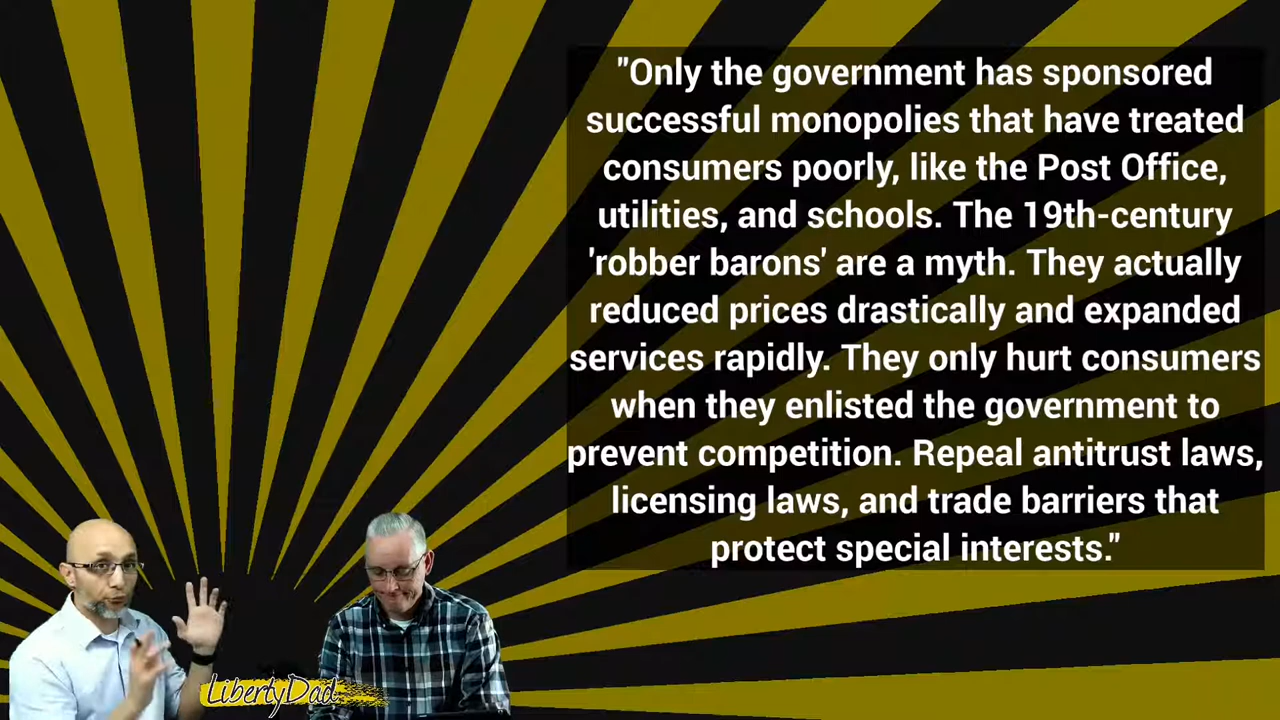 "Only the government has sponsored
successful monopolies that have treated
consumers poorly, like the Post Office,
utilities, and schools. The 19th-century
'robber barons' are a myth. They actually
reduced prices drastically and expanded
services rapidly. They only hurt consumers
when they enlisted the government to
prevent competition. Repeal antitrust laws,
licensing laws, and trade barriers that
protect special interests."
LibertyDad